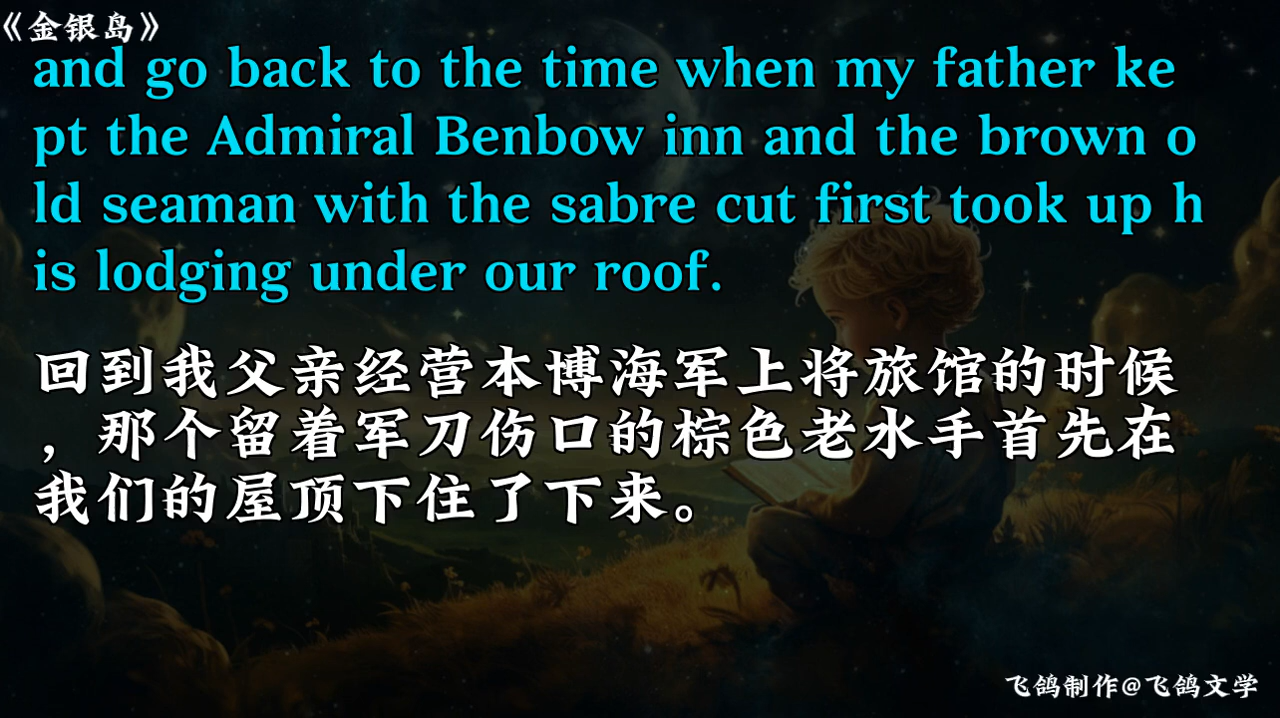 《金银岛》
and go back to the time when my father ke
pt the Admiral Benbow inn and the brown o
ld seaman with the sabre cut first took up h
is lodging under our roof.
回到我父亲经营本博海军上将旅馆的时候
，那个留着军刀伤口的棕色老水手首先在
我们的屋顶下住了下来。
飞鸽制作@飞鸽文学